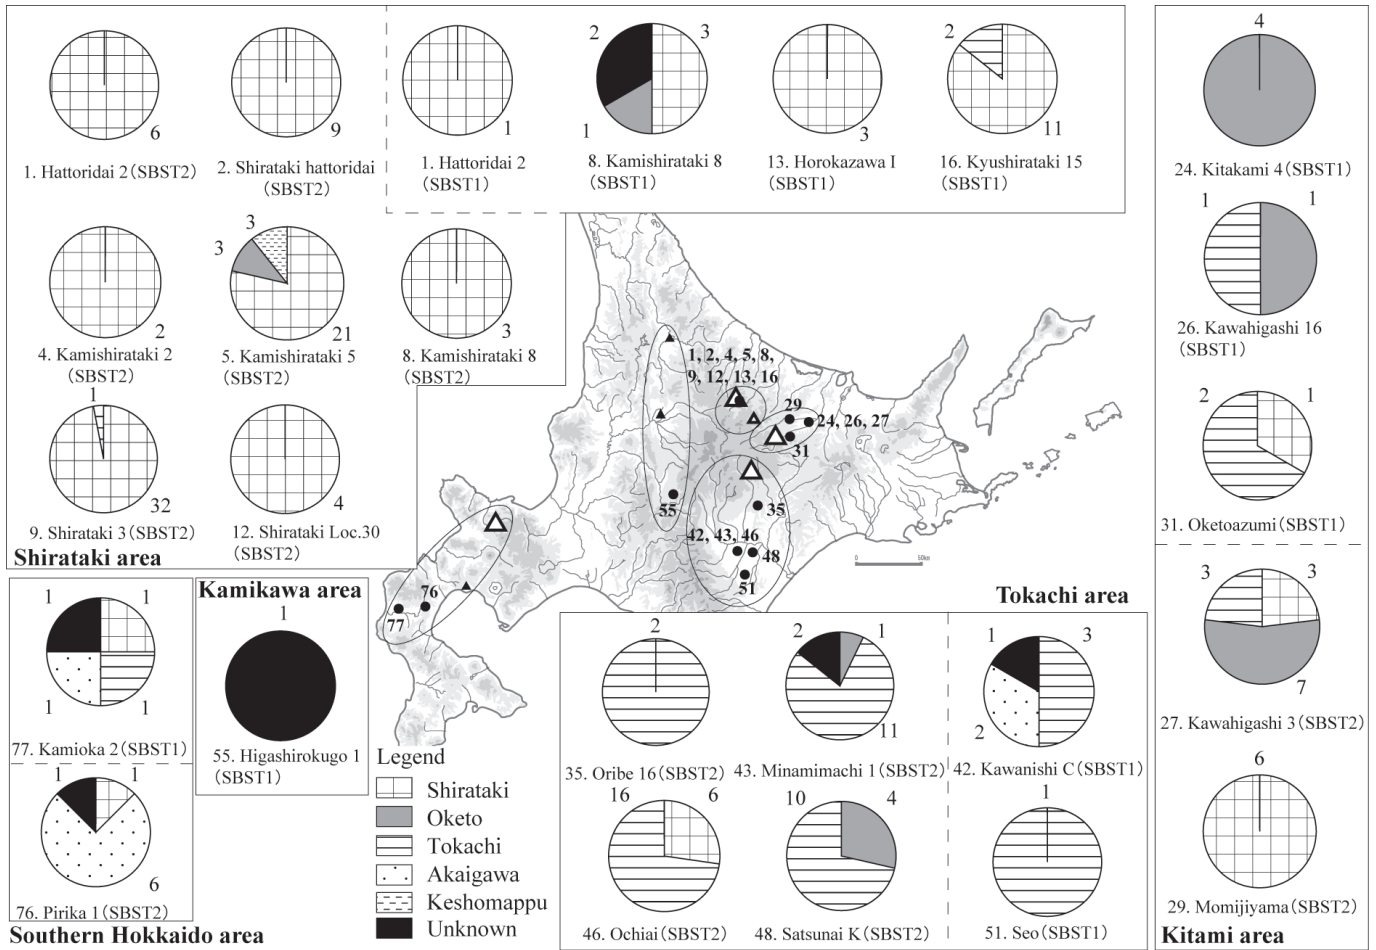 6
1. Hattoridai 2(SBST2)
9
2. Shirataki hattoridai
(SBST2)
1
1. Hattoridai 2
(SBST1)
2
3
1
8. Kamishirataki 8
(SBST1)
3
13. Horokazawa I
(SBST1)
2
11
16. Kyushirataki 15
(SBST1)
2
4. Kamishirataki 2
(SBST2)
3
3
21
5. Kamishirataki 5
(SBST2)
3
8. Kamishirataki 8
(SBST2)
1
32
9. Shirataki 3(SBST2)
4
12. Shirataki Loc.30
(SBST2)
Shirataki area
4
24. Kitakami 4(SBST1)
1
1
26. Kawahigashi 16
(SBST1)
2
1
31. Oketoazumi(SBST1)
3
3
7
27. Kawahigashi 3(SBST2)
6
29. Momijiyama(SBST2)
Kitami area
1, 2, 4, 5, 8,
9, 12, 13, 16
29
24, 26, 27
31
55
35
42, 43, 46
48
51
76
77
0
50km
1
1
1
1
77. Kamioka 2(SBST1)
1
1
6
76. Pirika 1(SBST2)
Southern Hokkaido area
Kamikawa area
1
55. Higashirokugo 1
(SBST1)
Legend
Shirataki
Oketo
Tokachi
Akaigawa
Keshomappu
Unknown
Tokachi area
2
35. Oribe 16(SBST2)
2
1
11
43. Minamimachi 1(SBST2)
1
3
2
42. Kawanishi C(SBST1)
16
6
46. Ochiai(SBST2)
10
4
48. Satsunai K(SBST2)
1
51. Seo(SBST1)